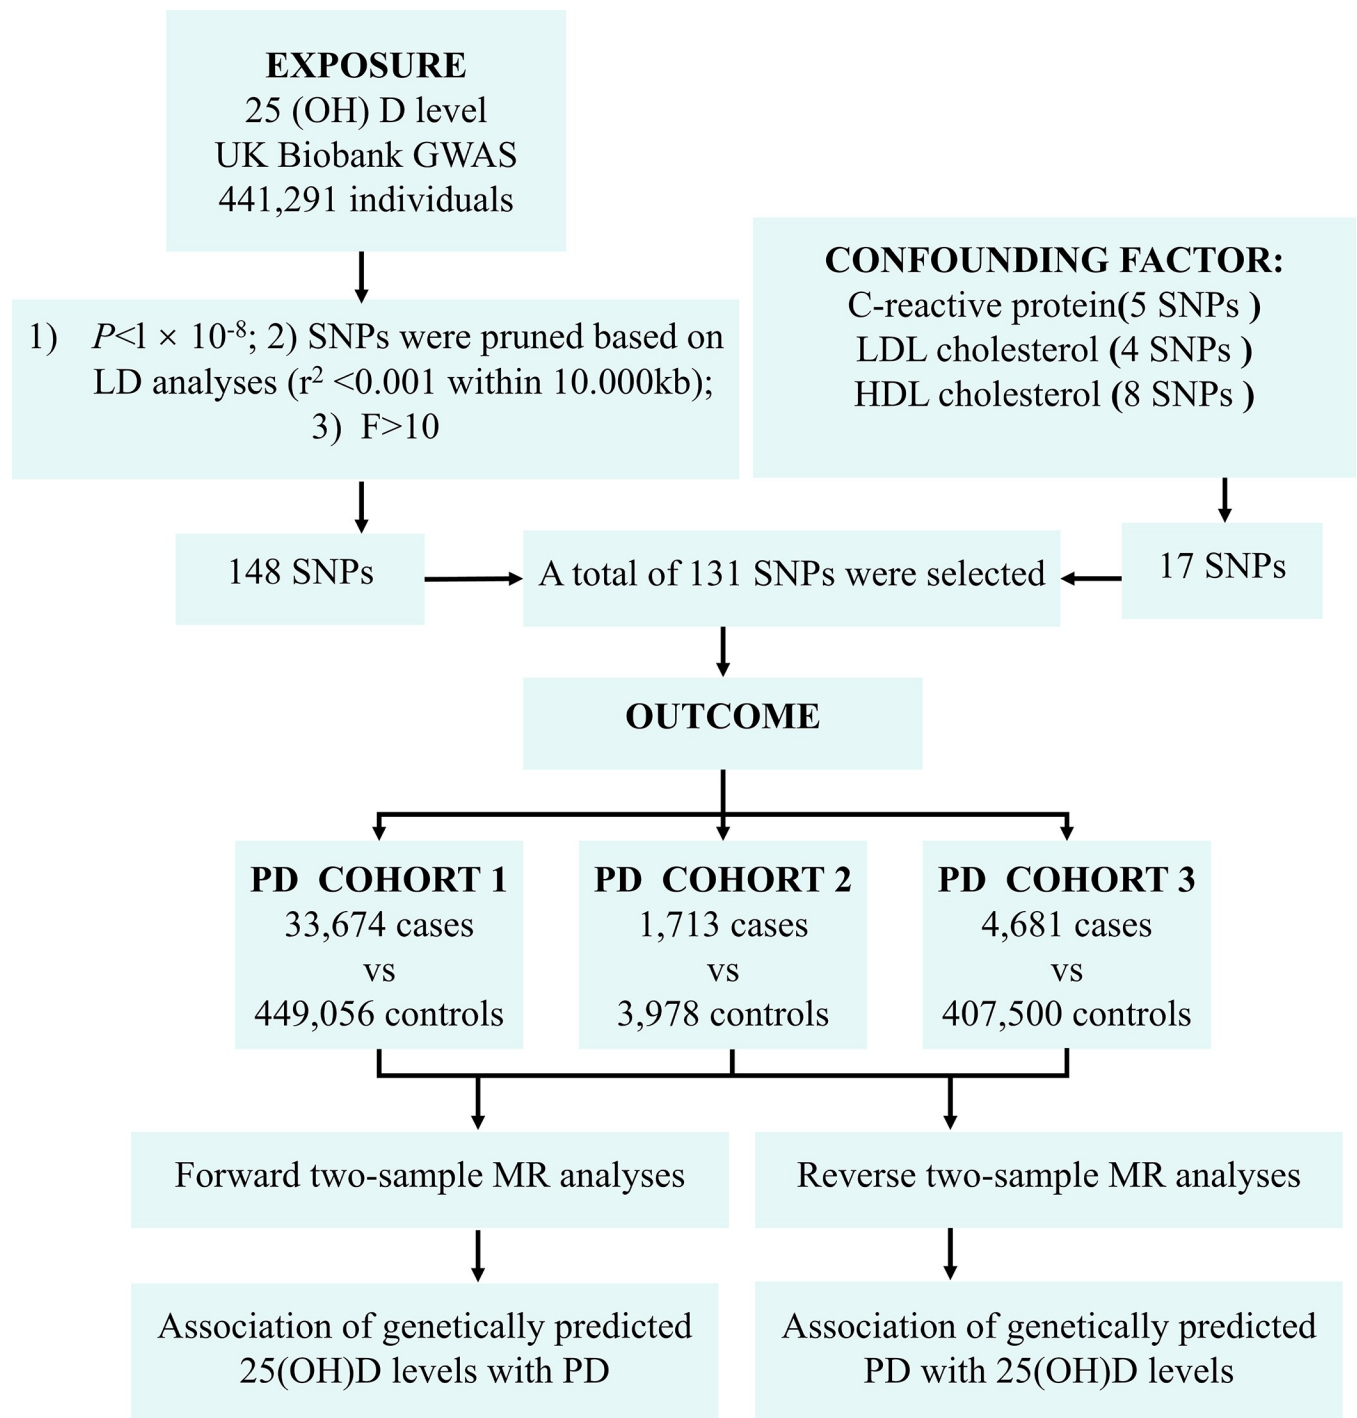 EXPOSURE
25 (OH) D level
UK Biobank GWAS
441,291 individuals
CONFOUNDING FACTOR:
C-reactive protein(5 SNPs )
LDL cholesterol (4 SNPs )
HDL cholesterol (8 SNPs )
1) P<1 × 10⁻⁸; 2) SNPs were pruned based on
LD analyses (r² <0.001 within 10.000kb);
3) F>10
148 SNPs
A total of 131 SNPs were selected
17 SNPs
OUTCOME
PD COHORT 1
33,674 cases
vs
449,056 controls
PD COHORT 2
1,713 cases
vs
3,978 controls
PD COHORT 3
4,681 cases
vs
407,500 controls
Forward two-sample MR analyses
Reverse two-sample MR analyses
Association of genetically predicted
25(OH)D levels with PD
Association of genetically predicted
PD with 25(OH)D levels